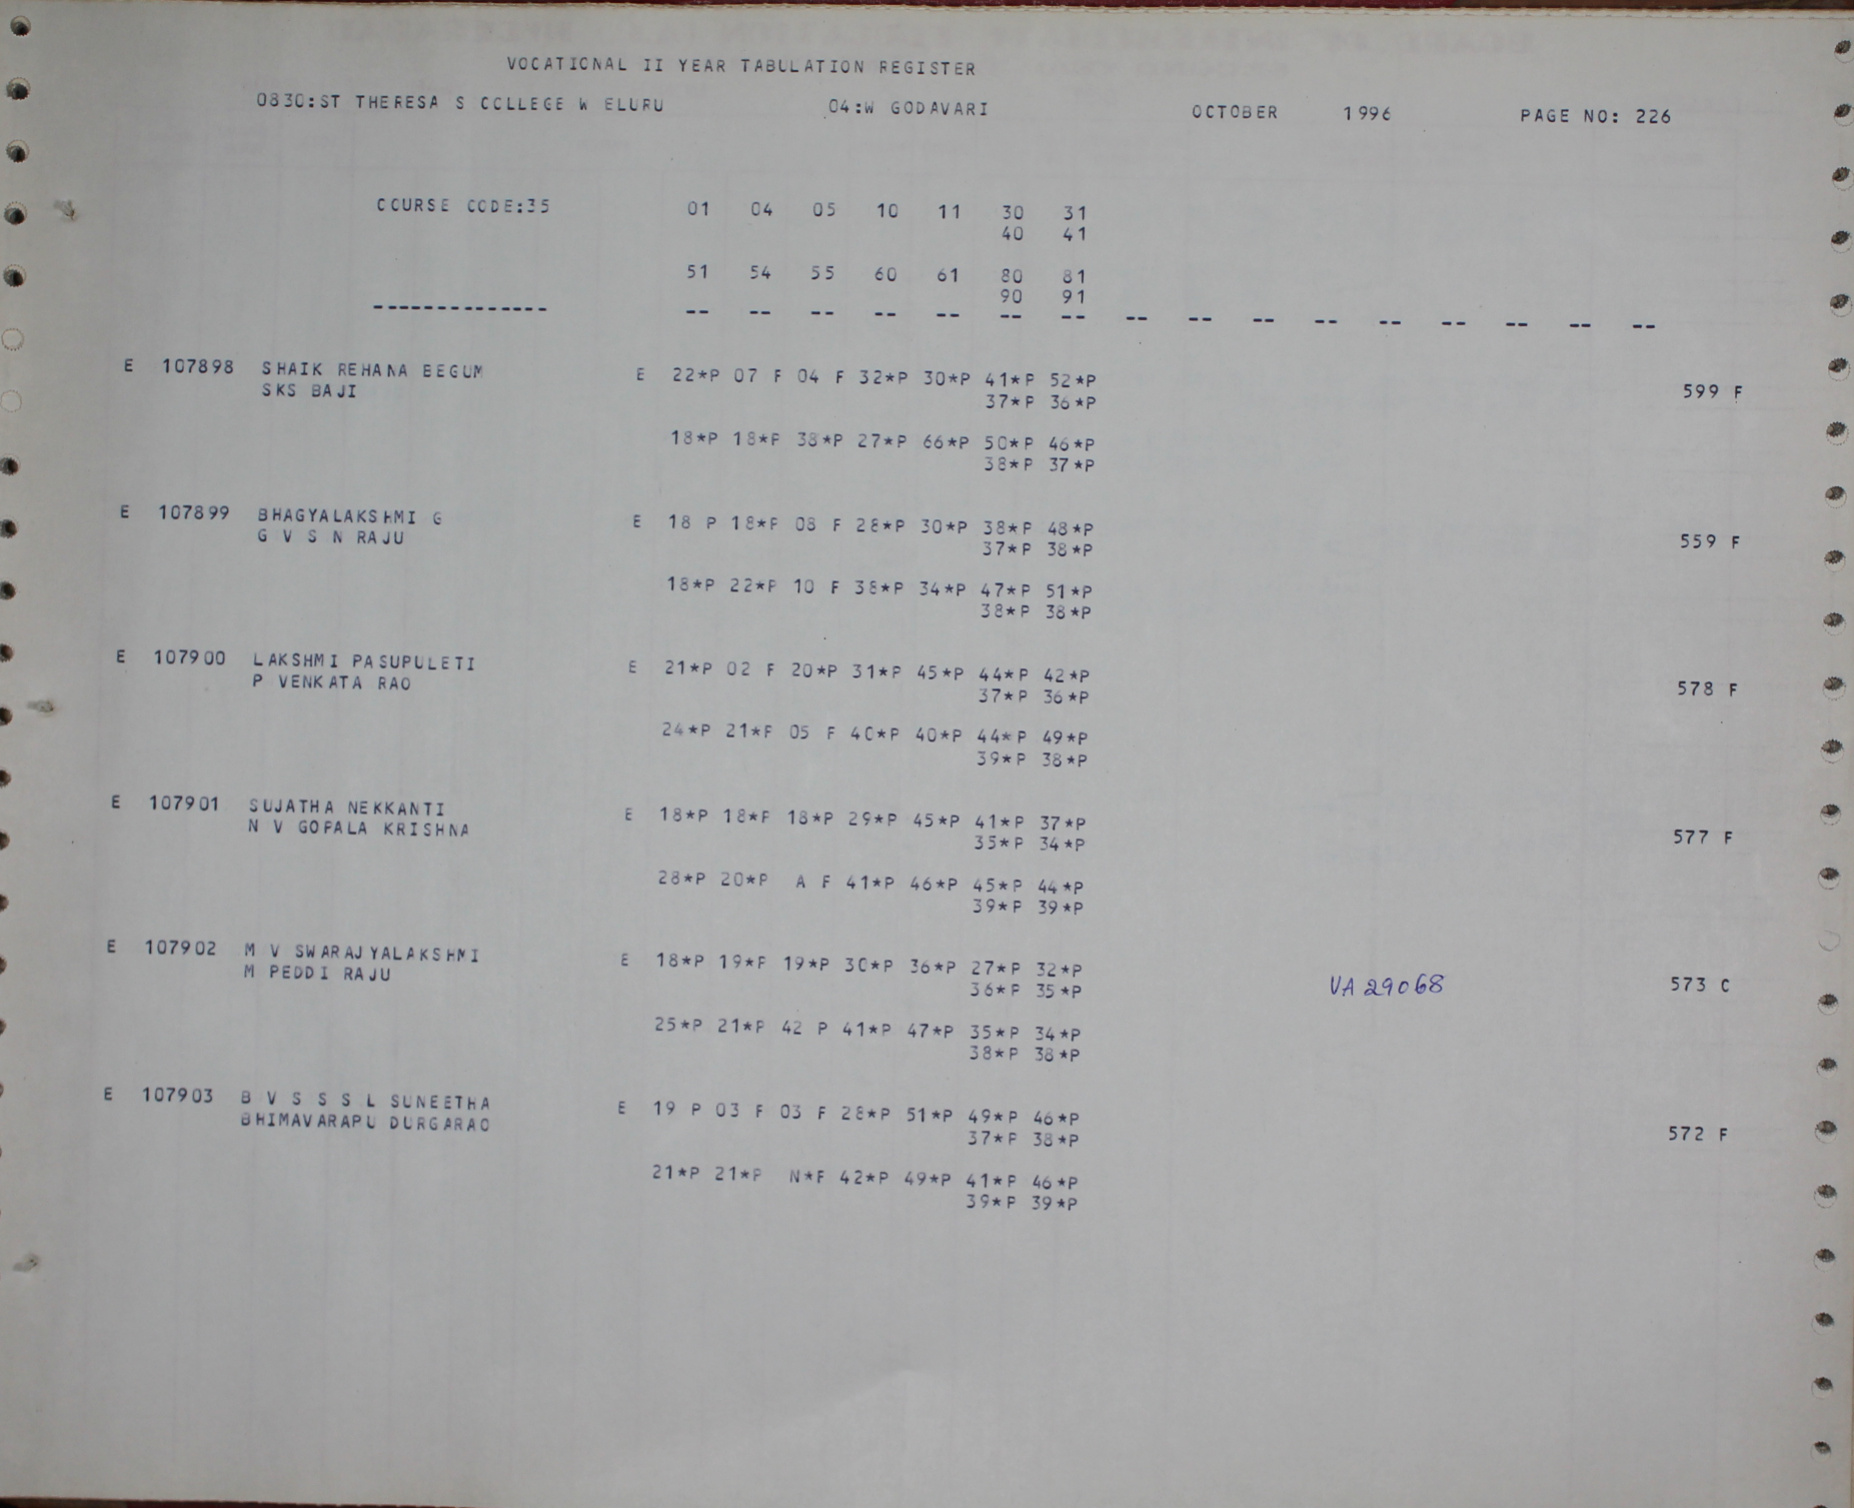 VOCATIONAL II YEAR TABULATION REGISTER
0830:ST THERESA S COLLEGE W ELURU 04:W GODAVARI OCTOBER 1996 PAGE NO: 226
COURSE CODE:35 01 04 05 10 11 30 31
40 41
51 54 55 60 61 80 81
90 91
-------------- -- -- -- -- -- -- -- -- -- -- -- -- -- -- -- --
E 107898 SHAIK REHANA BEGUM E 22*P 07 F 04 F 32*P 30*P 41*P 52*P
SKS BAJI 37*P 36*P 599 F
18*P 18*P 38*P 27*P 66*P 50*P 46*P
38*P 37*P
E 107899 BHAGYALAKSHMI G E 18 P 18*P 08 F 28*P 30*P 38*P 48*P
G V S N RAJU 37*P 38*P 559 F
18*P 22*P 10 F 38*P 34*P 47*P 51*P
38*P 38*P
E 107900 LAKSHMI PASUPULETI E 21*P 02 F 20*P 31*P 45*P 44*P 42*P
P VENKATA RAO 37*P 36*P 578 F
24*P 21*P 05 F 40*P 40*P 44*P 49*P
39*P 38*P
E 107901 SUJATHA NEKKANTI E 18*P 18*P 18*P 29*P 45*P 41*P 37*P
N V GOPALA KRISHNA 35*P 34*P 577 F
28*P 20*P A F 41*P 46*P 45*P 44*P
39*P 39*P
E 107902 M V SWARAJYALAKSHMI E 18*P 19*P 19*P 30*P 36*P 27*P 32*P
M PEDDI RAJU 36*P 35*P VA 29068 573 C
25*P 21*P 42 P 41*P 47*P 35*P 34*P
38*P 38*P
E 107903 B V S S S L SUNEETHA E 19 P 03 F 03 F 28*P 51*P 49*P 46*P
BHIMAVARAPU DURGARAO 37*P 38*P 572 F
21*P 21*P N*F 42*P 49*P 41*P 46*P
39*P 39*P